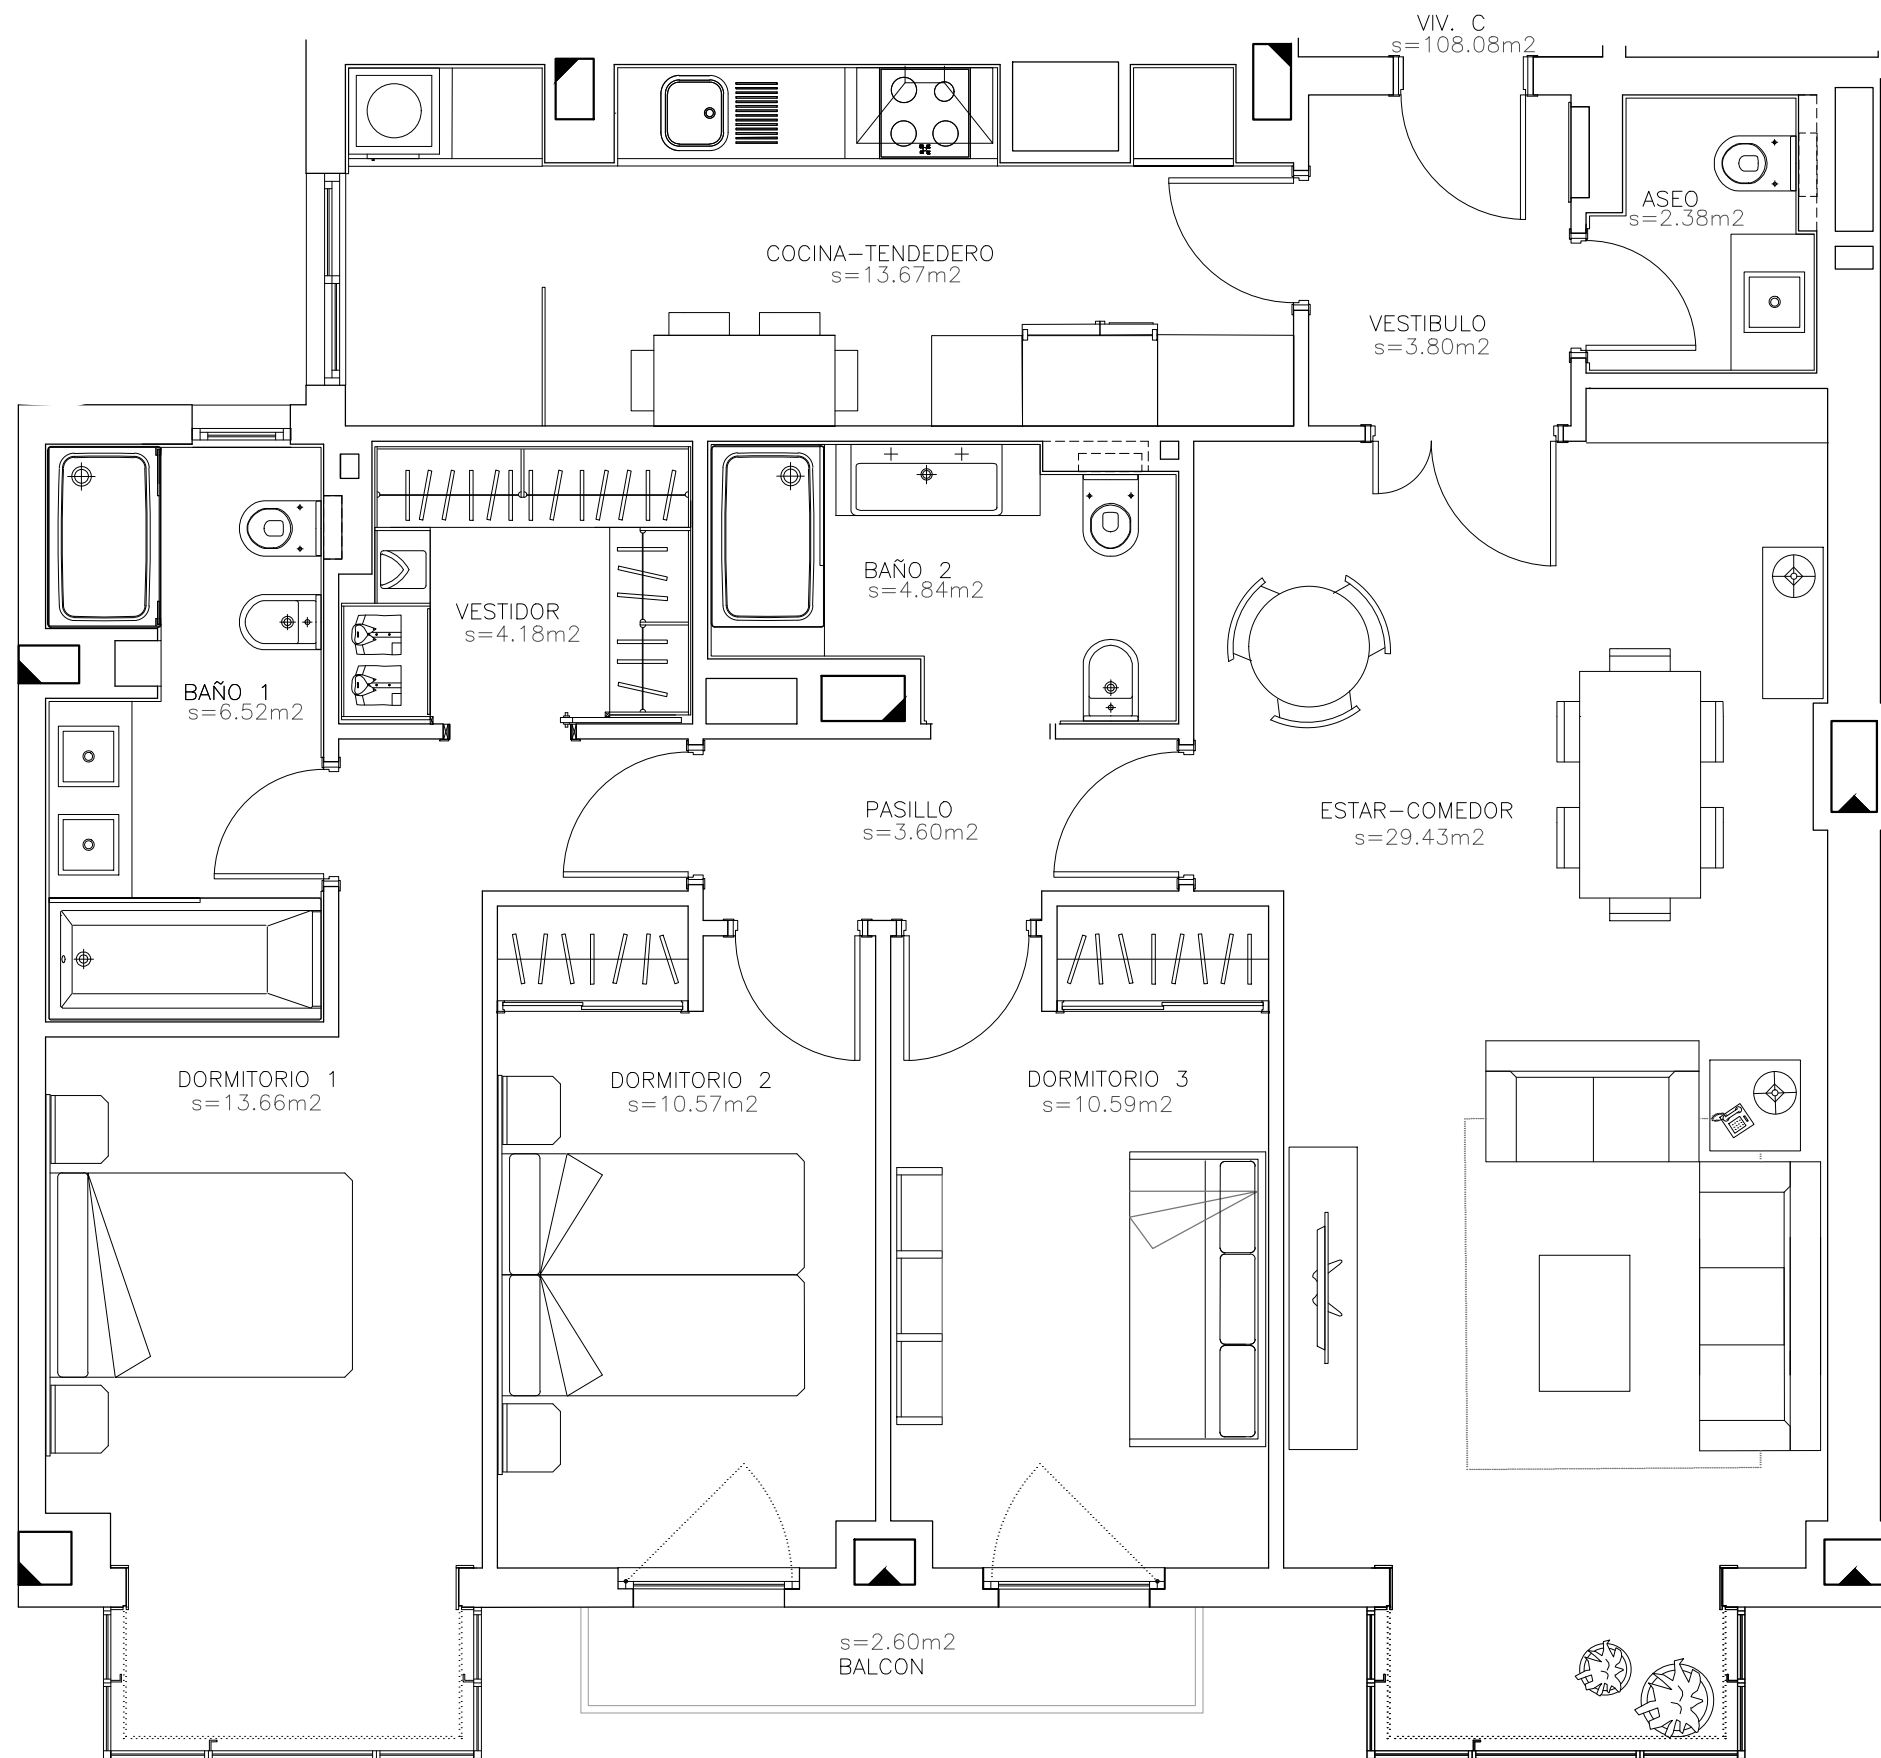 VIV. C
s=108.08m2
ASEO
s=2.38m2
COCINA-TENDEDERO
s=13.67m2
VESTIBULO
s=3.80m2
BAÑO 2
s=4.84m2
VESTIDOR
s=4.18m2
BAÑO 1
s=6.52m2
PASILLO
s=3.60m2
ESTAR-COMEDOR
s=29.43m2
DORMITORIO 1
s=13.66m2
DORMITORIO 2
s=10.57m2
DORMITORIO 3
s=10.59m2
s=2.60m2
BALCON